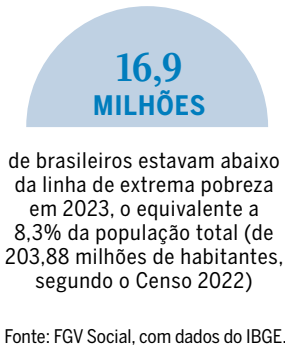 16,9
MILHÕES
de brasileiros estavam abaixo
da linha de extrema pobreza
em 2023, o equivalente a
8,3% da população total (de
203,88 milhões de habitantes,
segundo o Censo 2022)
Fonte: FGV Social, com dados do IBGE.